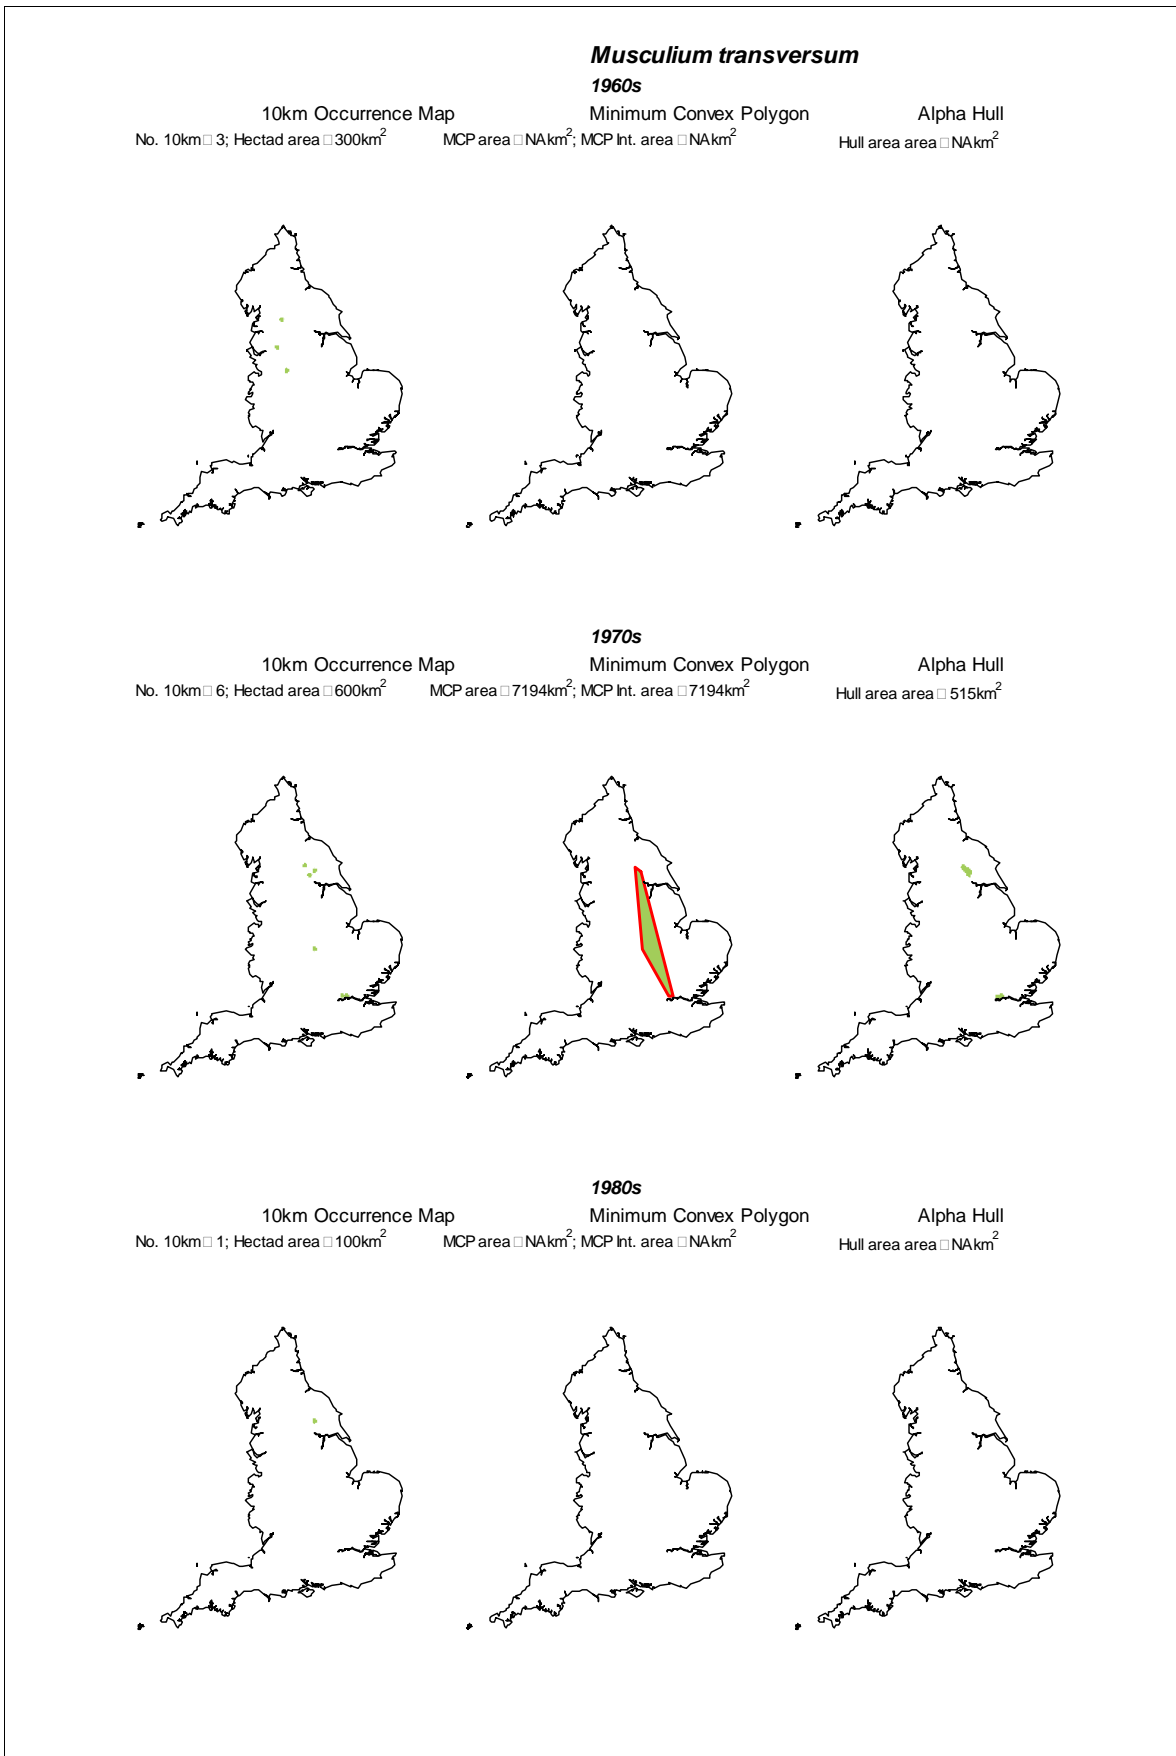 Musculium transversum
1960s
10km Occurrence Map Minimum Convex Polygon Alpha Hull
No. 10km □ 3; Hectad area □ 300km² MCP area □ NAkm²; MCP Int. area □ NAkm² Hull area area □ NAkm²
1970s
10km Occurrence Map Minimum Convex Polygon Alpha Hull
No. 10km □ 6; Hectad area □ 600km² MCP area □ 7194km²; MCP Int. area □ 7194km² Hull area area □ 515km²
1980s
10km Occurrence Map Minimum Convex Polygon Alpha Hull
No. 10km □ 1; Hectad area □ 100km² MCP area □ NAkm²; MCP Int. area □ NAkm² Hull area area □ NAkm²